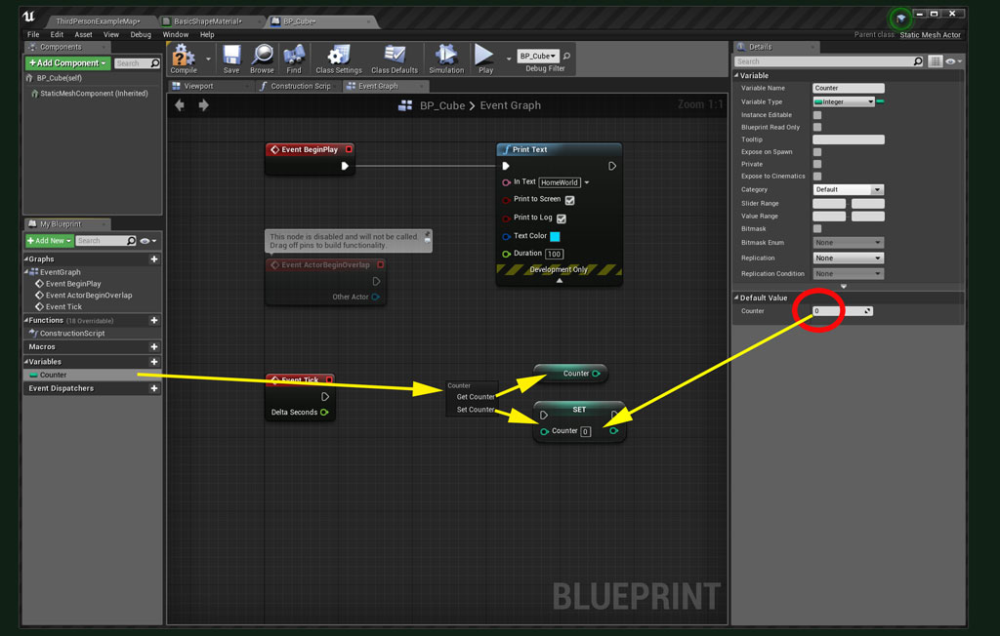 ThirdPersonExampleMap•
BasicShapeMaterial•
BP_Cube•
File Edit Asset View Debug Window Help
Parent class: Static Mesh Actor
Components
+Add Component
Search
BP_Cube(self)
StaticMeshComponent (Inherited)
Compile
Save
Browse
Find
Class Settings
Class Defaults
Simulation
Play
BP_Cube
Debug Filter
Viewport
Construction Scrip
Event Graph
BP_Cube > Event Graph
Zoom 1:1
My Blueprint
+Add New
Search
Graphs
EventGraph
Event BeginPlay
Event ActorBeginOverlap
Event Tick
Functions (18 Overridable)
ConstructionScript
Macros
Variables
Counter
Event Dispatchers
Event BeginPlay
Print Text
In Text HomeWorld
Print to Screen
Print to Log
Text Color
Duration 100
Development Only
This node is disabled and will not be called.
Drag off pins to build functionality.
Event ActorBeginOverlap
Other Actor
Event Tick
Delta Seconds
Counter
Get Counter
Set Counter
Counter
SET
Counter 0
BLUEPRINT
Details
Search
Variable
Variable Name Counter
Variable Type Integer
Instance Editable
Blueprint Read Only
Tooltip
Expose on Spawn
Private
Expose to Cinematics
Category Default
Slider Range
Value Range
Bitmask
Bitmask Enum None
Replication None
Replication Condition None
Default Value
Counter 0